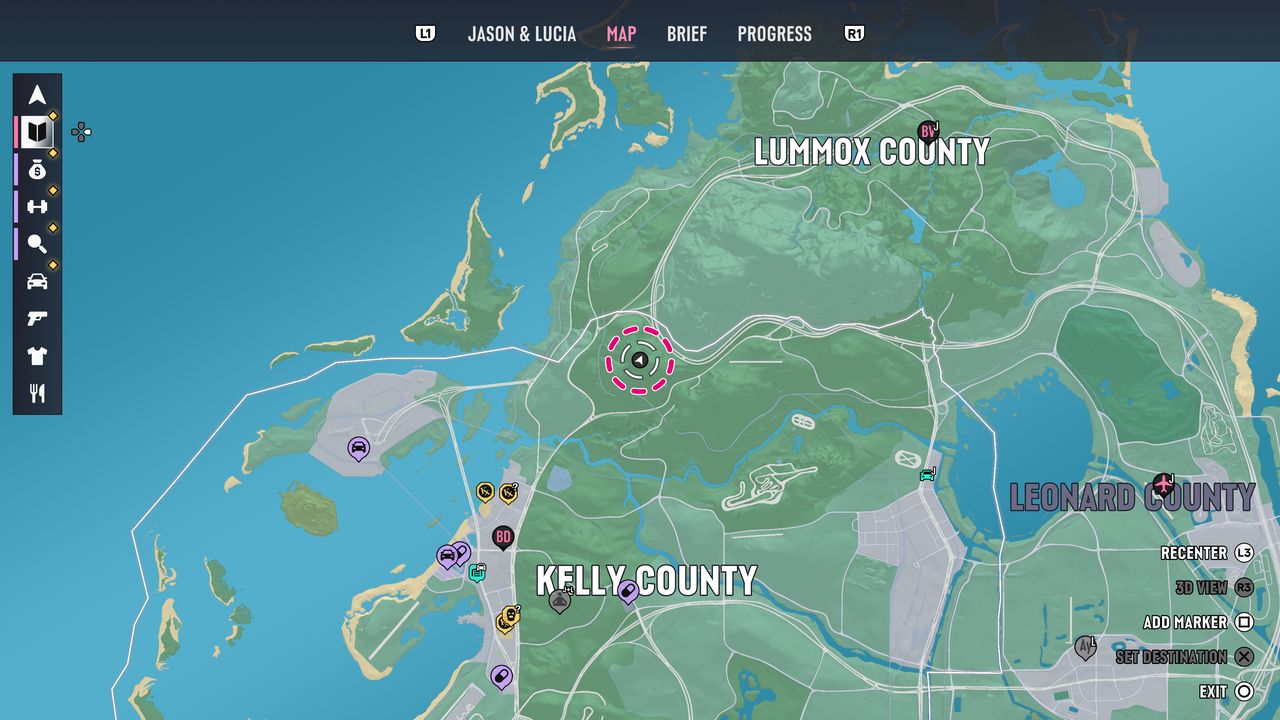 L1 JASON & LUCIA MAP BRIEF PROGRESS R1
BV J
LUMMOX COUNTY
LEONARD COUNTY
BD
KELLY COUNTY
RECENTER L3
3D VIEW R3
ADD MARKER
AY L
SET DESTINATION
EXIT